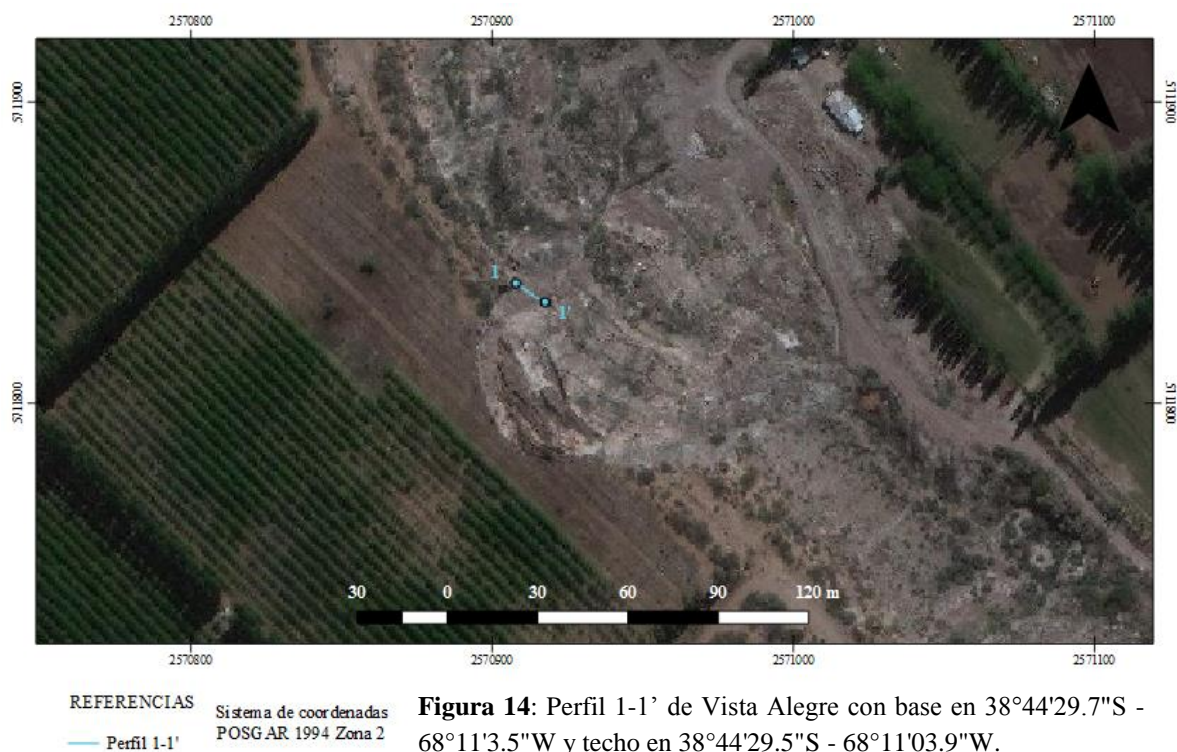 2570800 2570900 2571000 2571100
5711900 5711900
1
1'
5711800 5711800
30 0 30 60 90 120 m
2570800 2570900 2571000 2571100
REFERENCIAS
Perfil 1-1'
Sistema de coordenadas
POSGAR 1994 Zona 2
Figura 14: Perfil 1-1’ de Vista Alegre con base en 38°44'29.7"S -
68°11'3.5"W y techo en 38°44'29.5"S - 68°11'03.9"W.